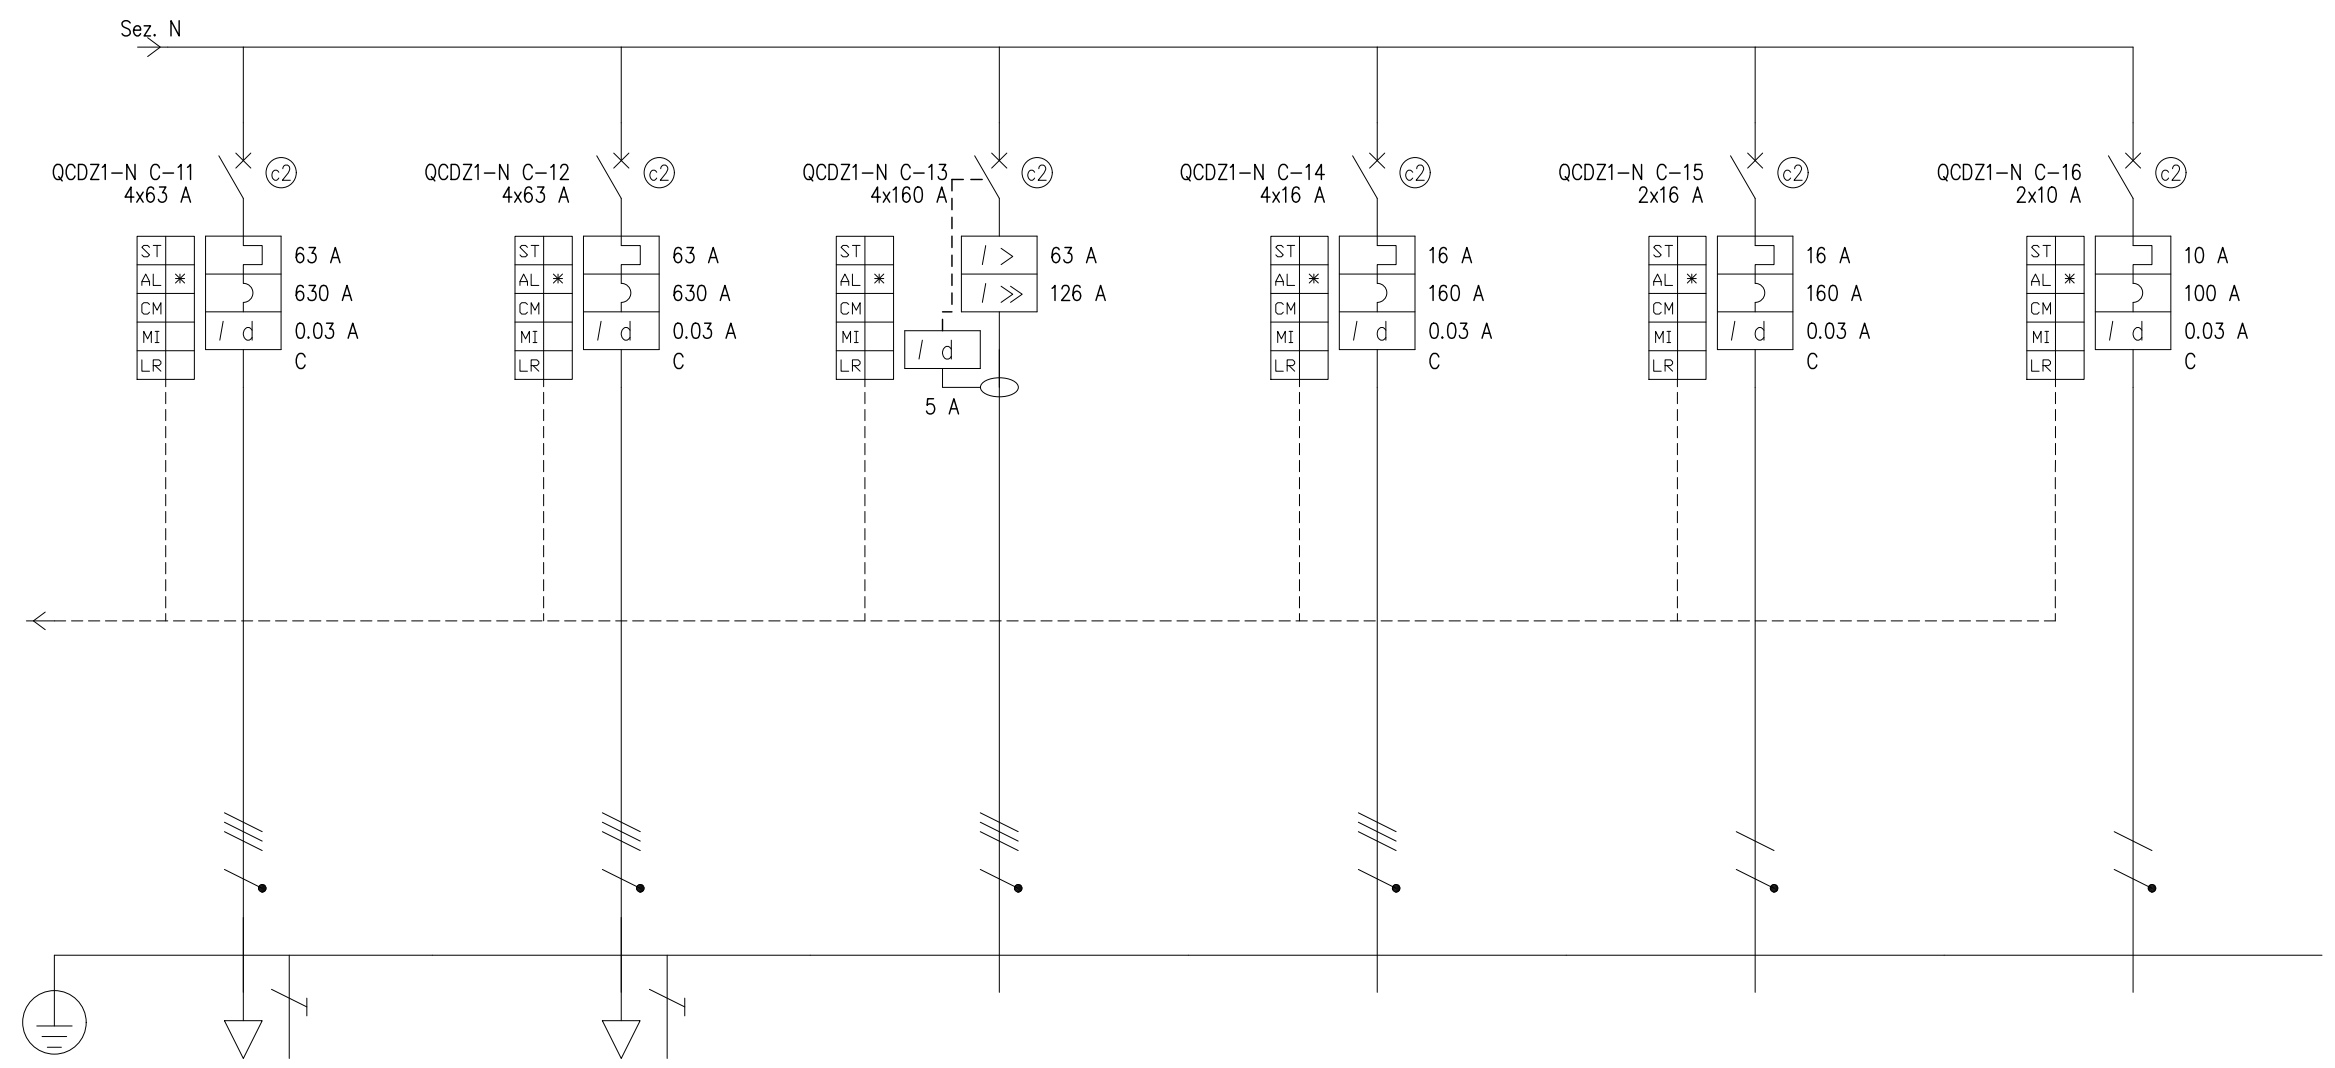 Sez. N
QCDZ1-N C-11
4x63 A
c2
ST
AL *
CM
MI
LR
63 A
630 A
I d
0.03 A
C
QCDZ1-N C-12
4x63 A
c2
ST
AL *
CM
MI
LR
63 A
630 A
I d
0.03 A
C
QCDZ1-N C-13
4x160 A
c2
ST
AL *
CM
MI
LR
I >
63 A
I >>
126 A
I d
5 A
QCDZ1-N C-14
4x16 A
c2
ST
AL *
CM
MI
LR
16 A
160 A
I d
0.03 A
C
QCDZ1-N C-15
2x16 A
c2
ST
AL *
CM
MI
LR
16 A
160 A
I d
0.03 A
C
QCDZ1-N C-16
2x10 A
c2
ST
AL *
CM
MI
LR
10 A
100 A
I d
0.03 A
C